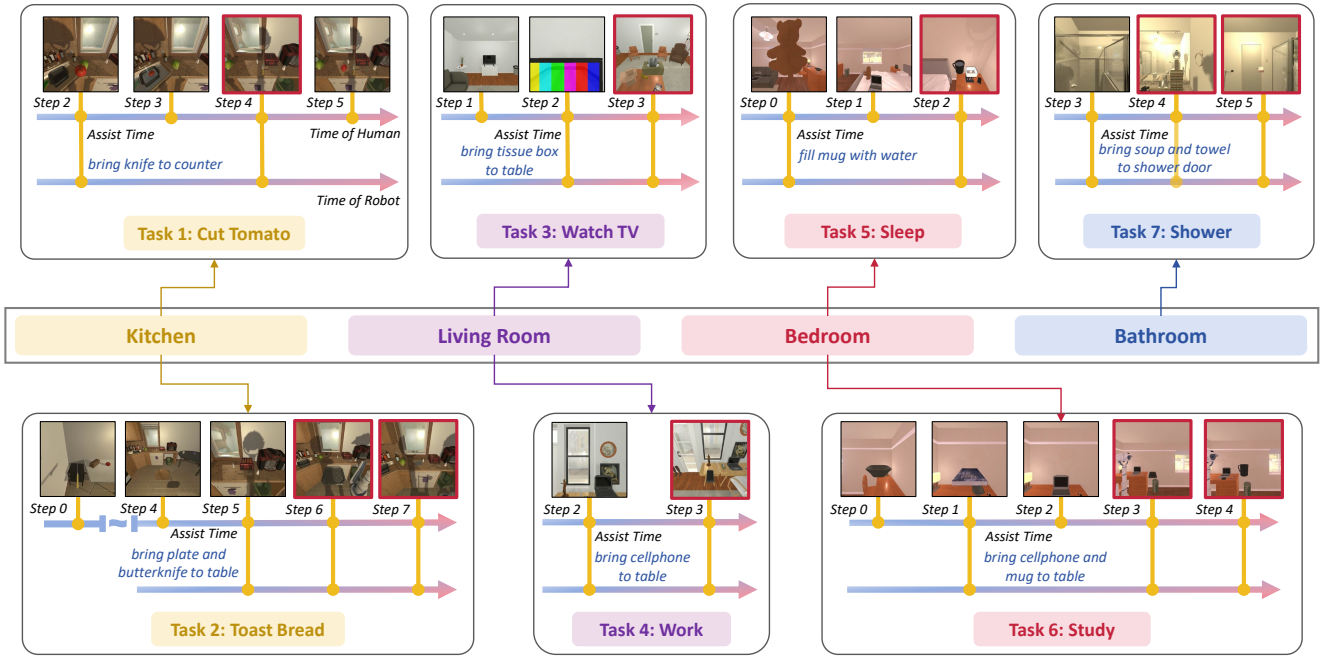 Step 2
Step 3
Step 4
Step 5
Assist Time
Time of Human
bring knife to counter
Time of Robot
Task 1: Cut Tomato
Step 1
Step 2
Step 3
Assist Time
bring tissue box
to table
Task 3: Watch TV
Step 0
Step 1
Step 2
Assist Time
fill mug with water
Task 5: Sleep
Step 3
Step 4
Step 5
Assist Time
bring soup and towel
to shower door
Task 7: Shower
Kitchen
Living Room
Bedroom
Bathroom
Step 0
Step 4
Step 5
Step 6
Step 7
Assist Time
bring plate and
butterknife to table
Task 2: Toast Bread
Step 2
Step 3
Assist Time
bring cellphone
to table
Task 4: Work
Step 0
Step 1
Step 2
Step 3
Step 4
Assist Time
bring cellphone and
mug to table
Task 6: Study